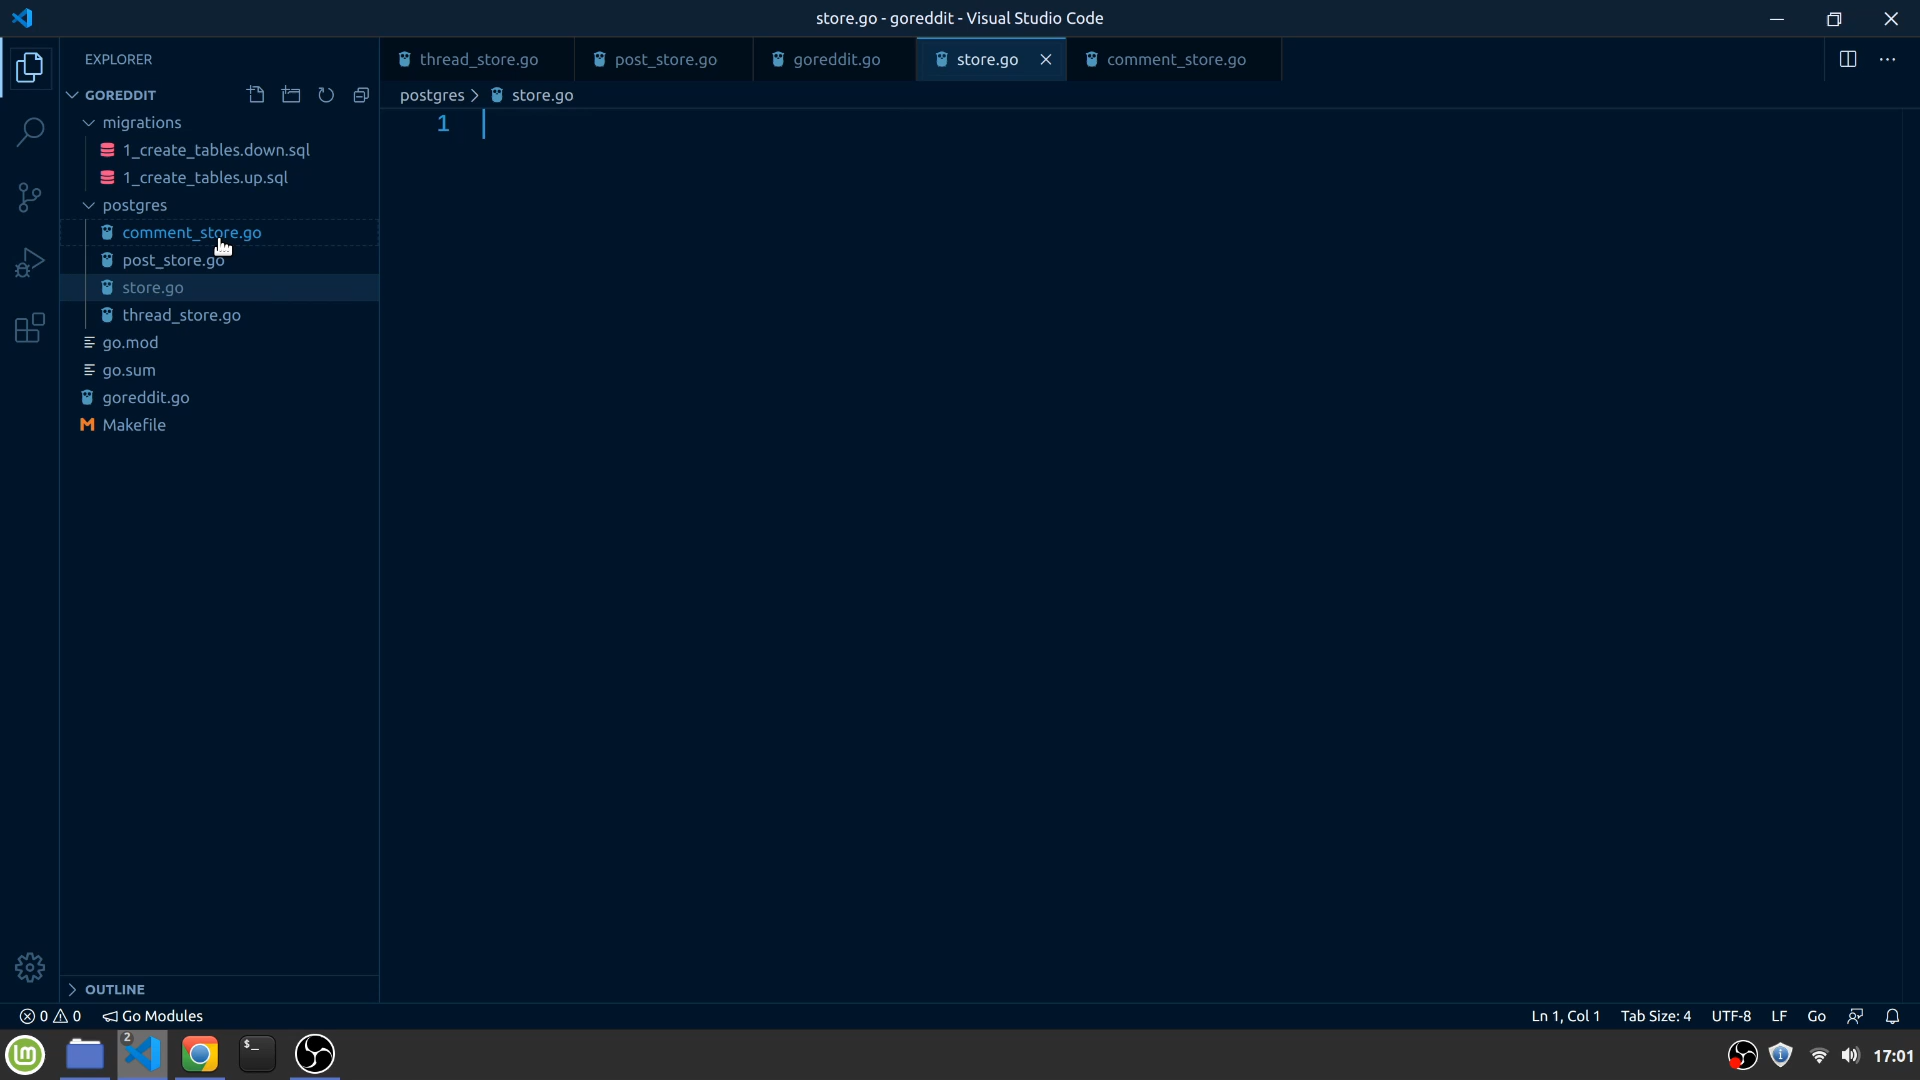 store.go - goreddit - Visual Studio Code
EXPLORER
GOREDDIT
migrations
1_create_tables.down.sql
1_create_tables.up.sql
postgres
comment_store.go
post_store.go
store.go
thread_store.go
go.mod
go.sum
goreddit.go
M Makefile
OUTLINE
thread_store.go
post_store.go
goreddit.go
store.go
comment_store.go
postgres > store.go
1
0 0 Go Modules
Ln 1, Col 1 Tab Size: 4 UTF-8 LF Go
2
$_
17:01